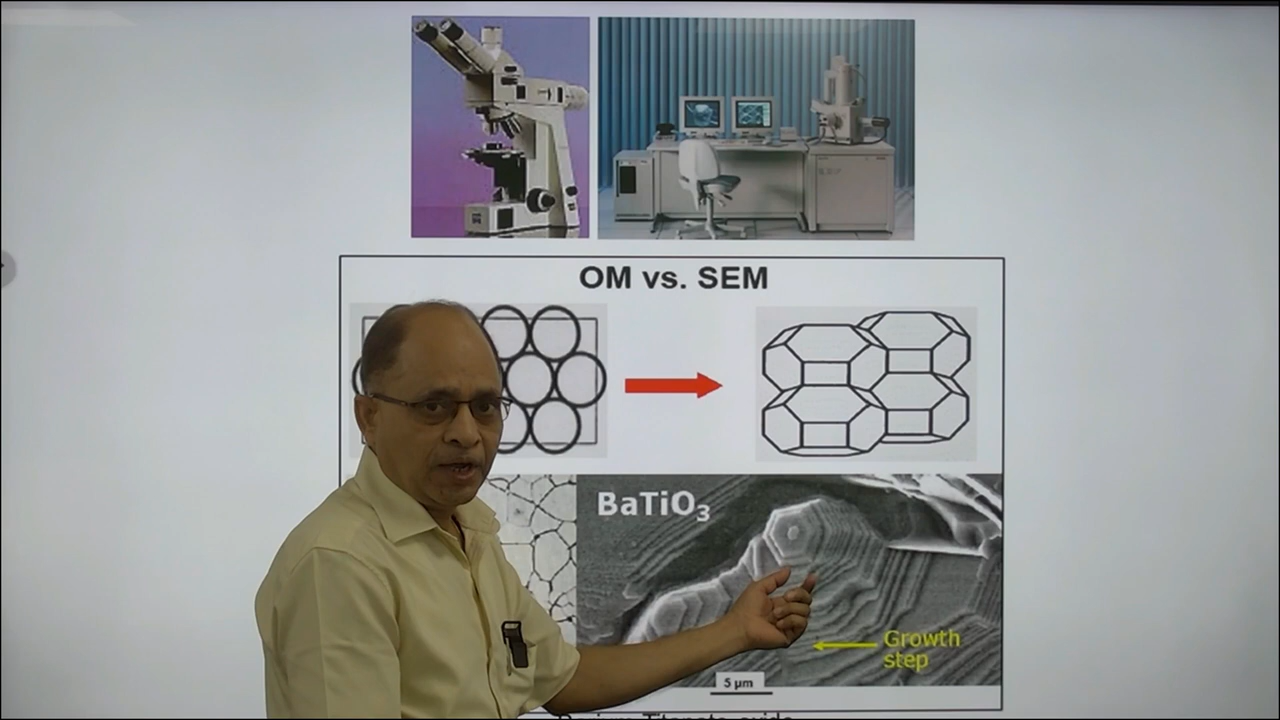 OM vs. SEM
BaTiO₃
Growth
step
5 μm